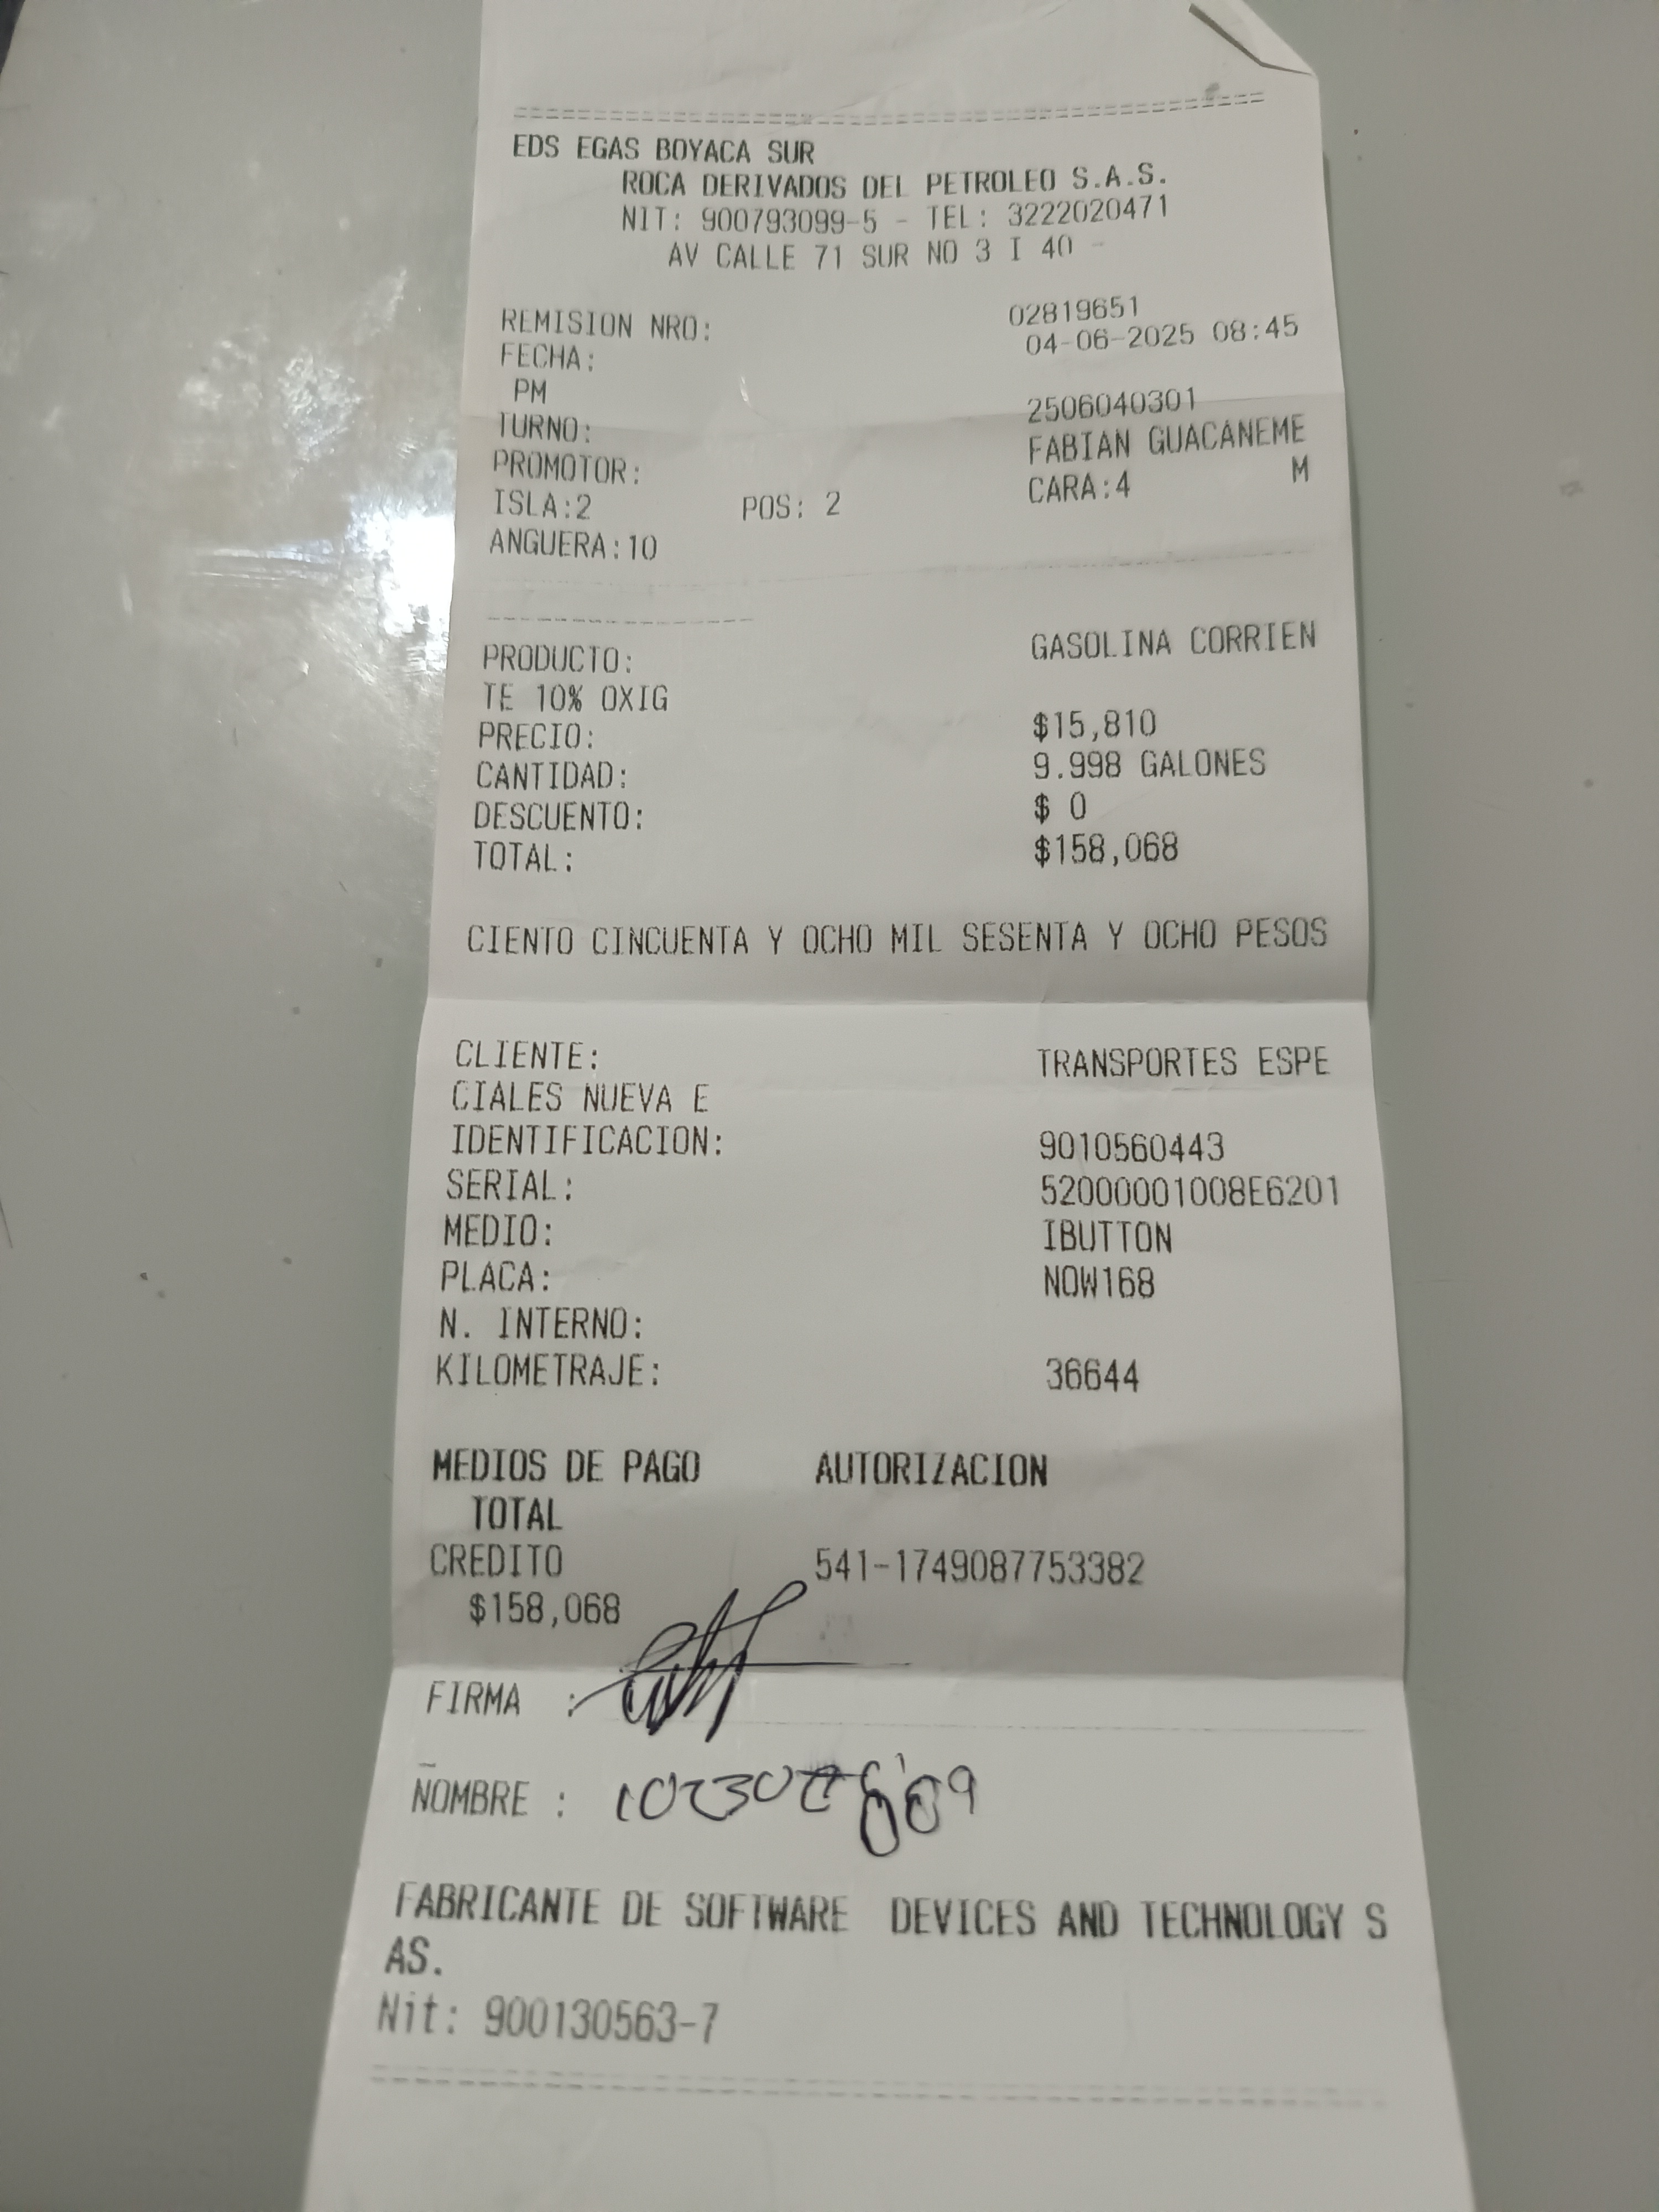 EDS EGAS BOYACA SUR
ROCA DERIVADOS DEL PETROLEO S.A.S.
NIT: 900793099-5 - TEL: 3222020471
AV CALLE 71 SUR NO 3 I 40 -
REMISION NRO: 02819651
FECHA: 04-06-2025 08:45
PM
TURNO: 2506040301
PROMOTOR: FABIAN GUACANEME
ISLA:2 POS: 2 CARA:4 M
ANGUERA:10
PRODUCTO: GASOLINA CORRIEN
TE 10% OXIG
PRECIO: $15,810
CANTIDAD: 9.998 GALONES
DESCUENTO: $ 0
TOTAL: $158,068
CIENTO CINCUENTA Y OCHO MIL SESENTA Y OCHO PESOS
CLIENTE: TRANSPORTES ESPE
CIALES NUEVA E
IDENTIFICACION: 9010560443
SERIAL: 52000001008E6201
MEDIO: IBUTTON
PLACA: NOW168
N. INTERNO:
KILOMETRAJE: 36644
MEDIOS DE PAGO AUTORIZACION
TOTAL
CREDITO 541-1749087753382
$158,068
FIRMA :
NOMBRE :
FABRICANTE DE SOFTWARE DEVICES AND TECHNOLOGY S
AS.
Nit: 900130563-7